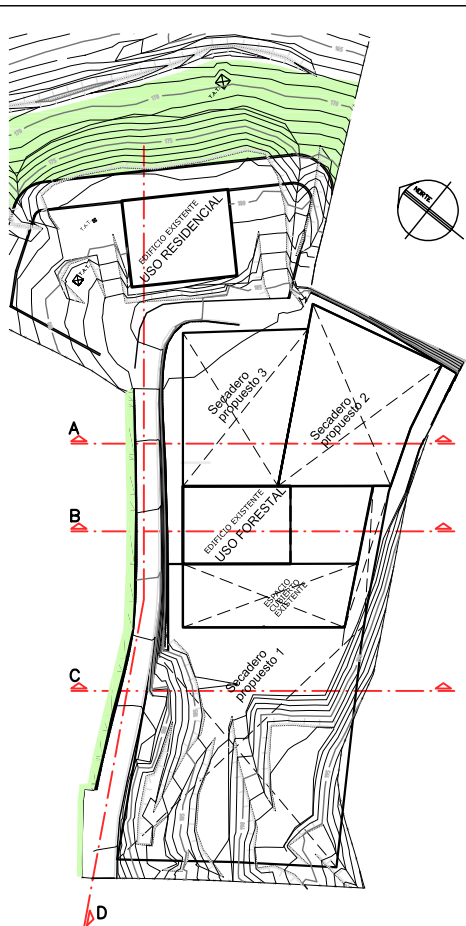 T.A.T.
NORTE
T.A.T.
EDIFICIO EXISTENTE
USO RESIDENCIAL
T.A.T.
Secadero
propuesto 3
Secadero
propuesto 2
A
B
EDIFICIO EXISTENTE
USO FORESTAL
ESPACIO
CUBIERTO
EXISTENTE
C
Secadero
propuesto 1
D